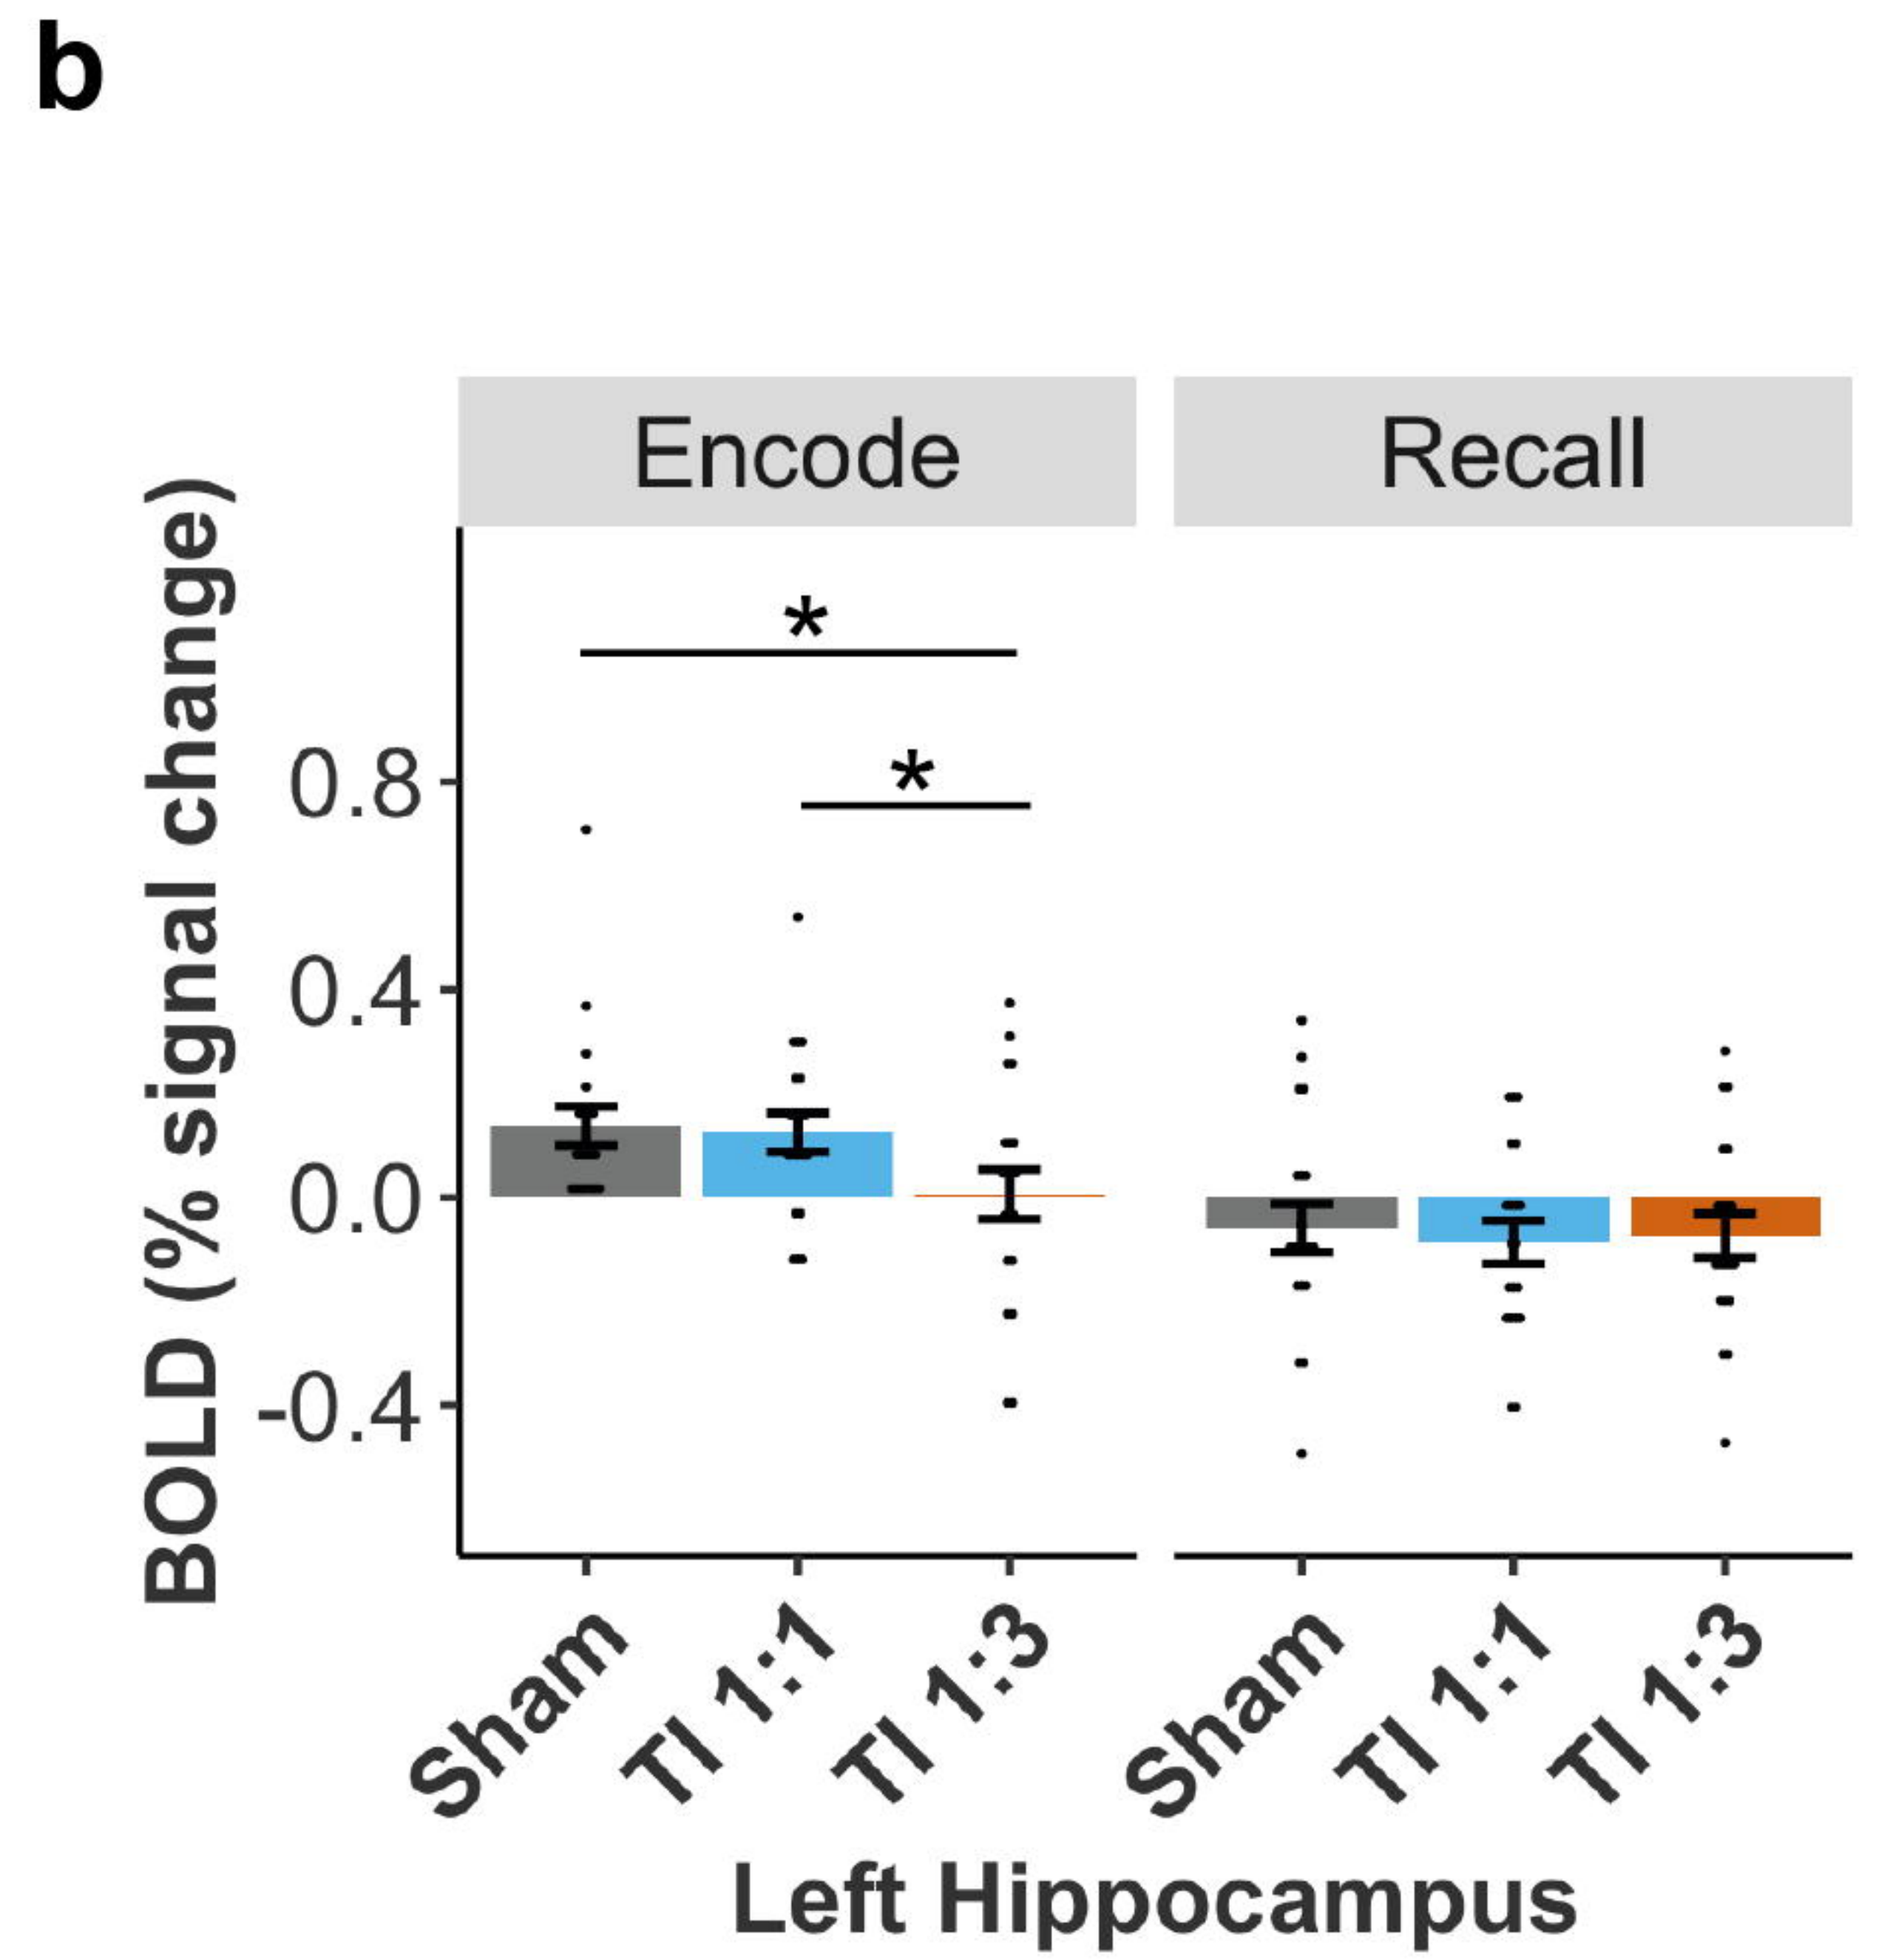 b
Encode
Recall
*
*
BOLD (% signal change)
0.8
0.4
0.0
-0.4
Sham
TI 1:1
TI 1:3
Sham
TI 1:1
TI 1:3
Left Hippocampus